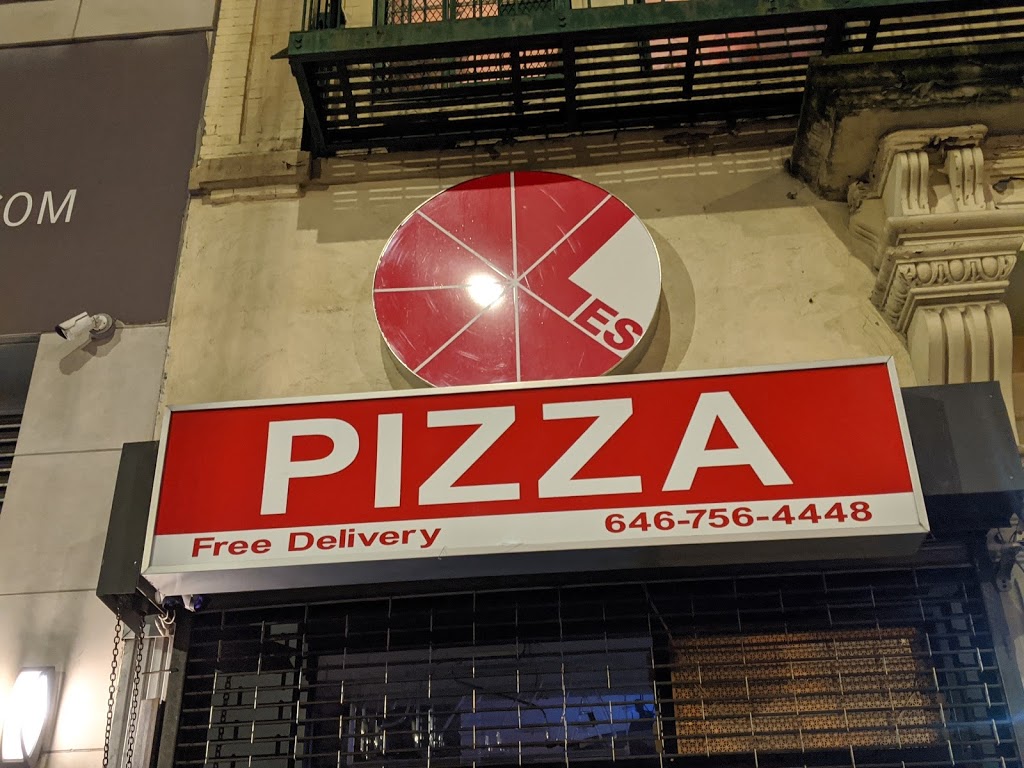 COM
LES
PIZZA
Free Delivery
646-756-4448